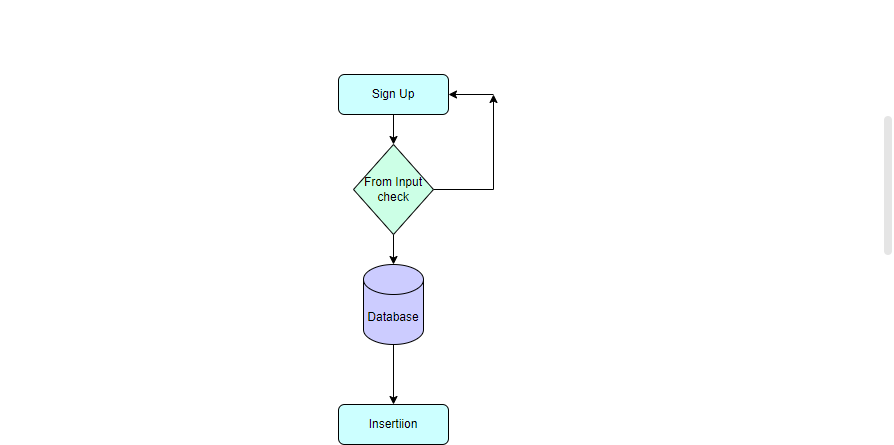 Sign Up
From Input
check
Database
Insertiion